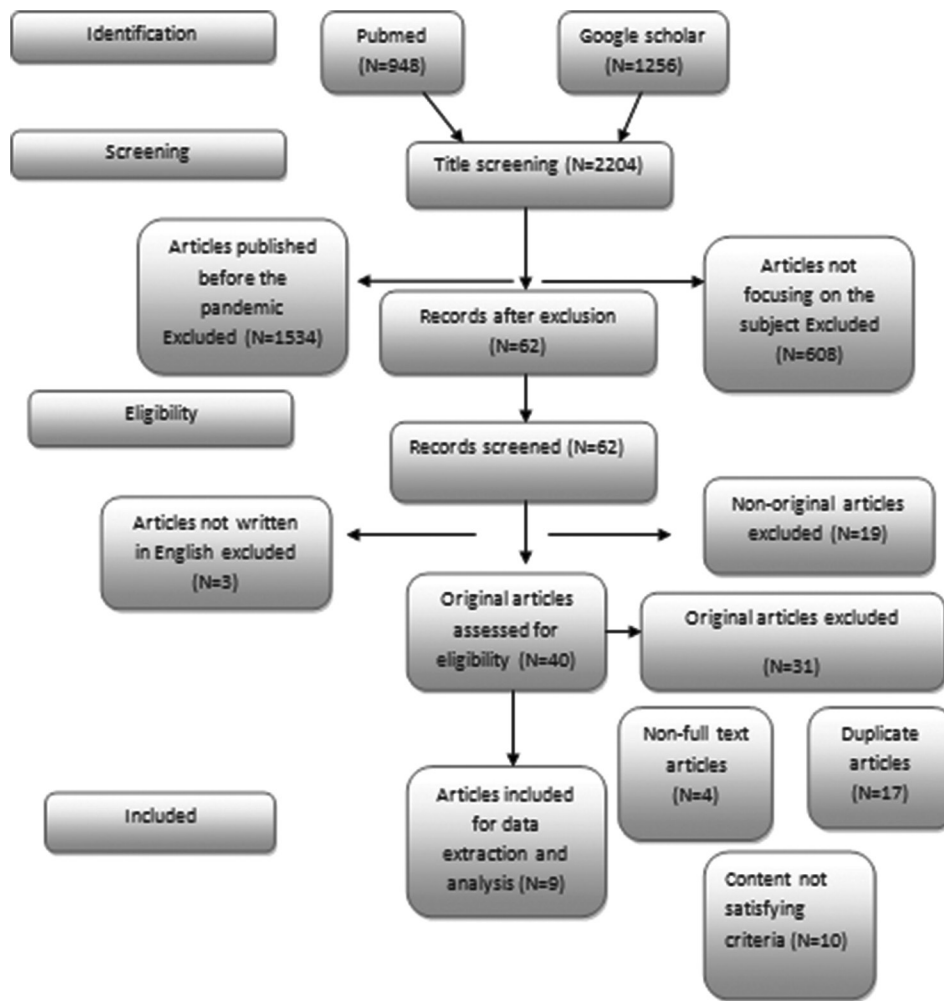 Identification
Pubmed
(N=948)
Google scholar
(N=1256)
Screening
Title screening (N=2204)
Articles published
before the
pandemic
Excluded (N=1534)
Articles not
focusing on the
subject Excluded
(N=608)
Records after exclusion
(N=62)
Eligibility
Records screened (N=62)
Articles not written
in English excluded
(N=3)
Non-original articles
excluded (N=19)
Original articles
assessed for
eligibility (N=40)
Original articles excluded
(N=31)
Non-full text
articles
(N=4)
Duplicate
articles
(N=17)
Included
Articles included
for data
extraction and
analysis (N=9)
Content not
satisfying
criteria (N=10)